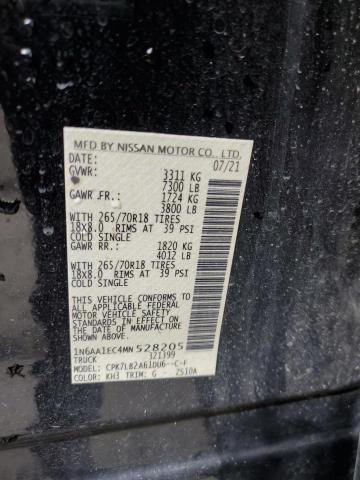 MFD BY NISSAN MOTOR CO., LTD.
DATE: 07/21
GVWR: 3311 KG
7300 LB
GAWR FR.: 1724 KG
3800 LB
WITH 265/70R18 TIRES
18X8.0 RIMS AT 39 PSI
COLD SINGLE
GAWR RR.: 1820 KG
4012 LB
WITH 265/70R18 TIRES
18X8.0 RIMS AT 39 PSI
COLD SINGLE
THIS VEHICLE CONFORMS TO
ALL APPLICABLE FEDERAL
MOTOR VEHICLE SAFETY
STANDARDS IN EFFECT ON THE
DATE OF MANUFACTURE SHOWN
ABOVE.
1N6AA1EC4MN528205
TRUCK 321399
MODEL: CPK7LB2A61DU6--C-F
COLOR: KH3 TRIM: G - ZS10A